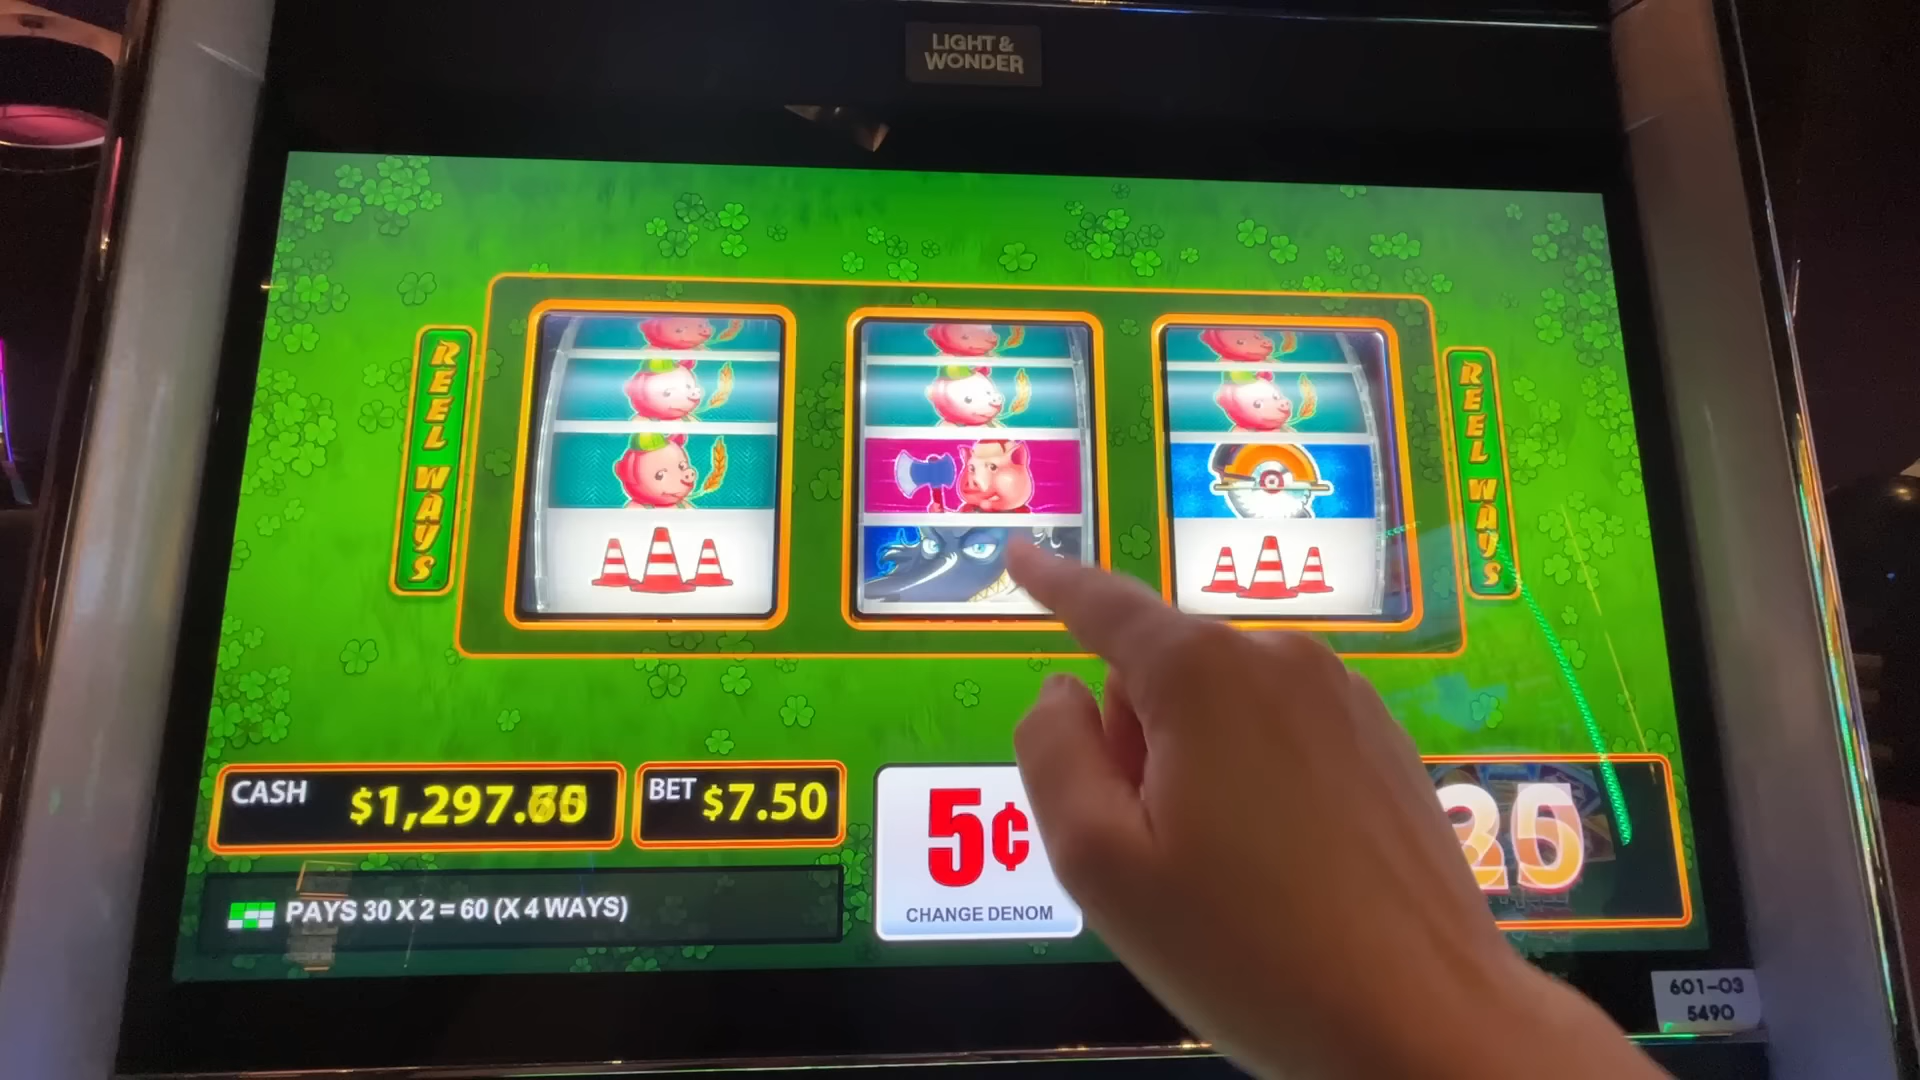 LIGHT &
WONDER
REEL WAYS
REEL WAYS
CASH
BET $7.50
5¢
CHANGE DENOM
PAYS 30 X 2 = 60 (X 4 WAYS)
601-03
5490